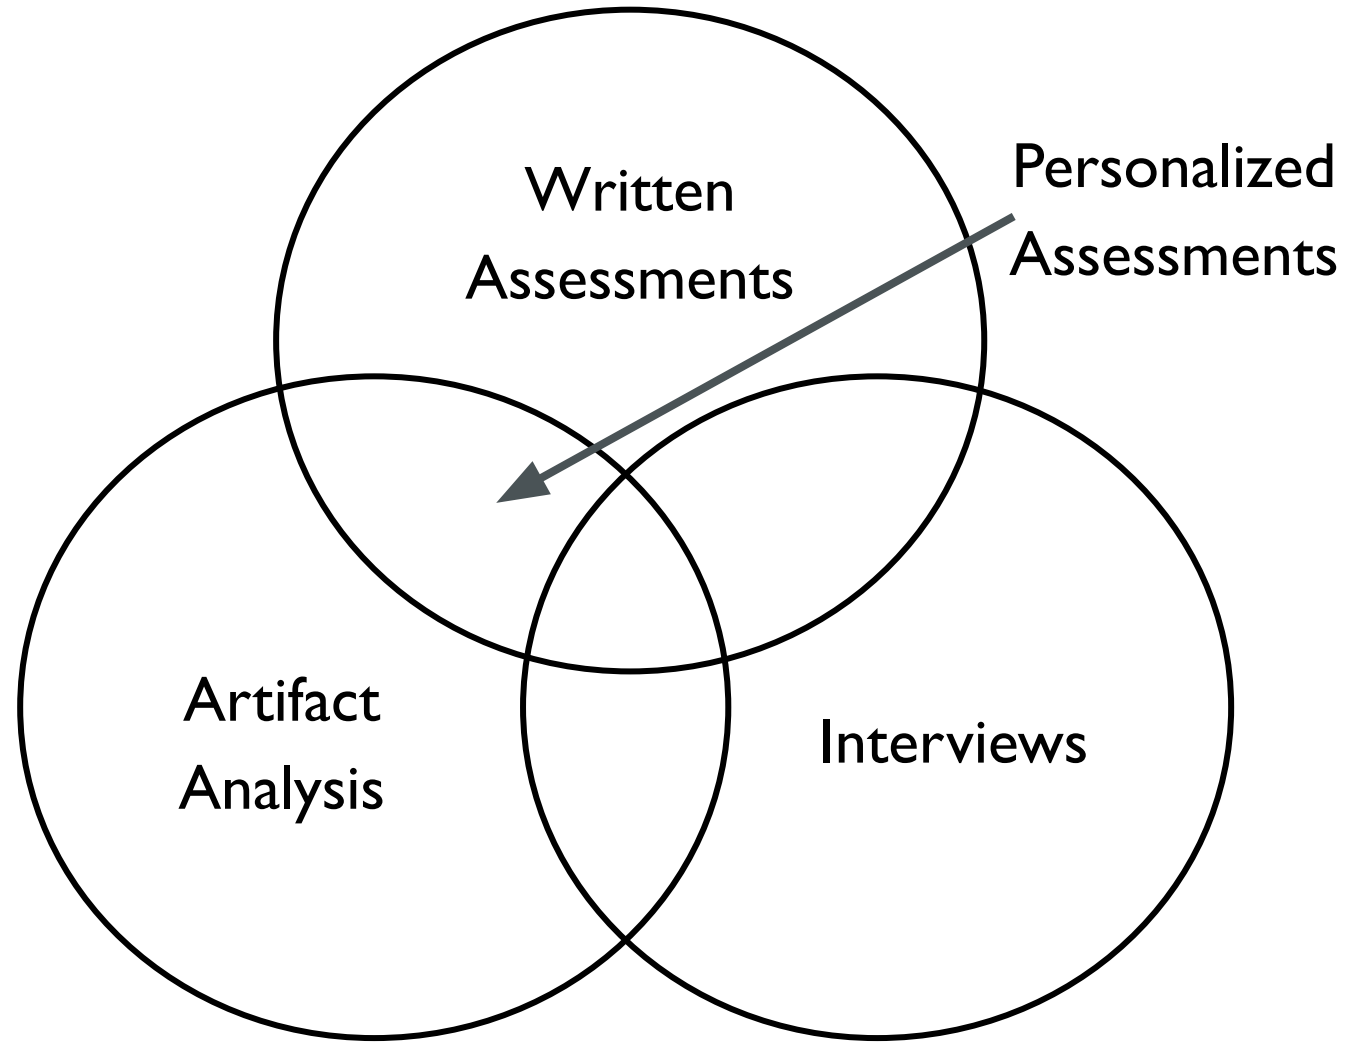 Written
Assessments
Personalized
Assessments
Artifact
Analysis
Interviews